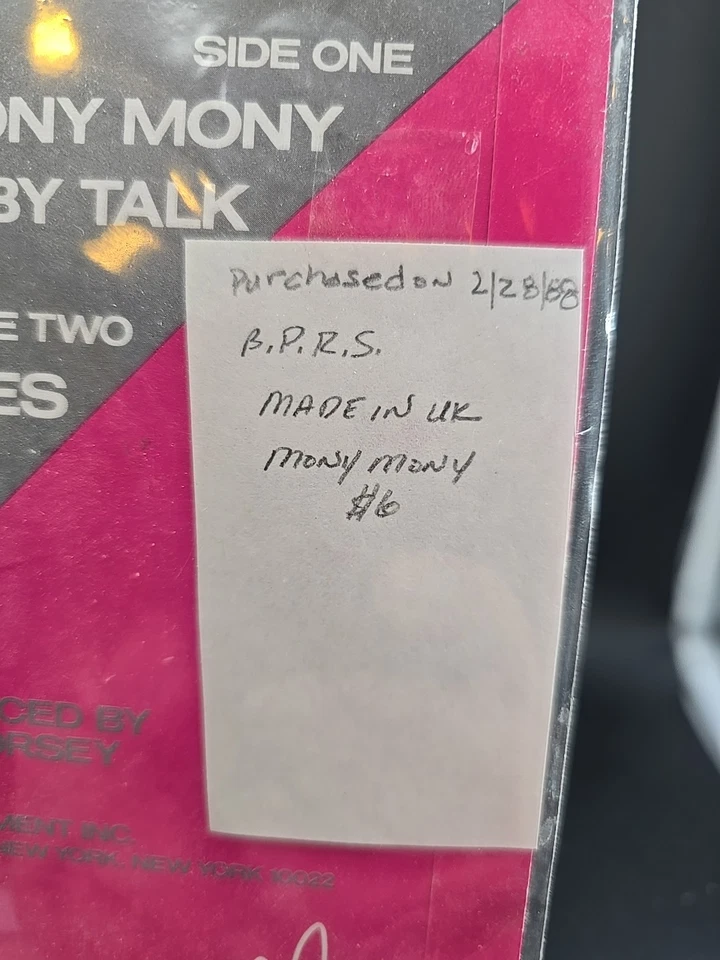 SIDE ONE
ONY MONY
BY TALK
E TWO
ES
Purchased on 2/28/88
B.P.R.S.
MADE IN UK
MONY MONY
#6
CED BY
ORSEY
MENT INC.
NEW YORK, NEW YORK 10022